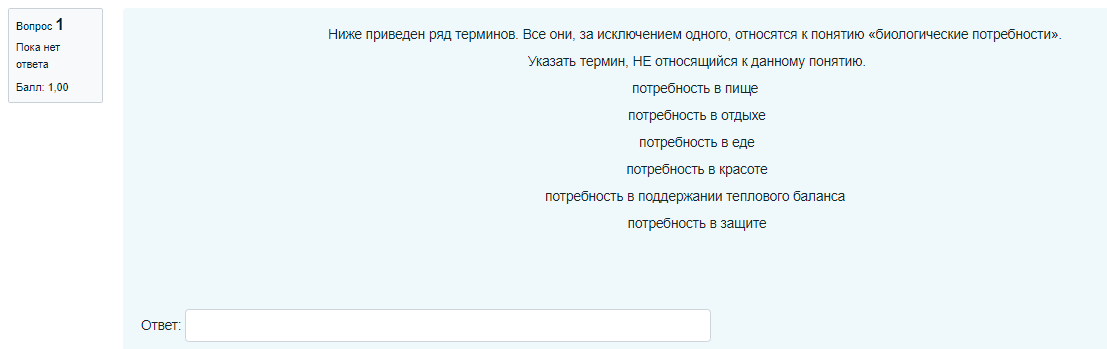 Вопрос 1
Пока нет
ответа
Балл: 1,00
Ниже приведен ряд терминов. Все они, за исключением одного, относятся к понятию «биологические потребности».
Указать термин, НЕ относящийся к данному понятию.
потребность в пище
потребность в отдыхе
потребность в еде
потребность в красоте
потребность в поддержании теплового баланса
потребность в защите
Ответ: